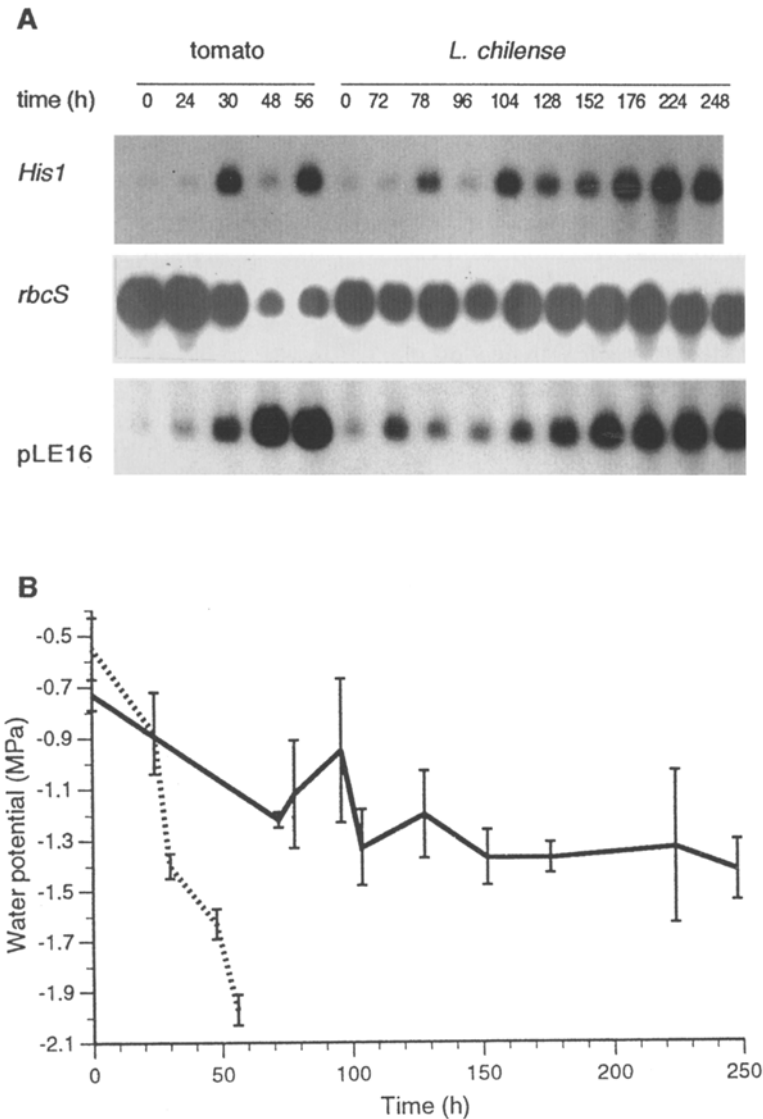 A
tomato L. chilense
time (h) 0 24 30 48 56 0 72 78 96 104 128 152 176 224 248
His1
rbcS
pLE16
B
-0.5
-0.7
-0.9
-1.1
-1.3
-1.5
-1.7
-1.9
-2.1
Water potential (MPa)
0 50 100 150 200 250
Time (h)